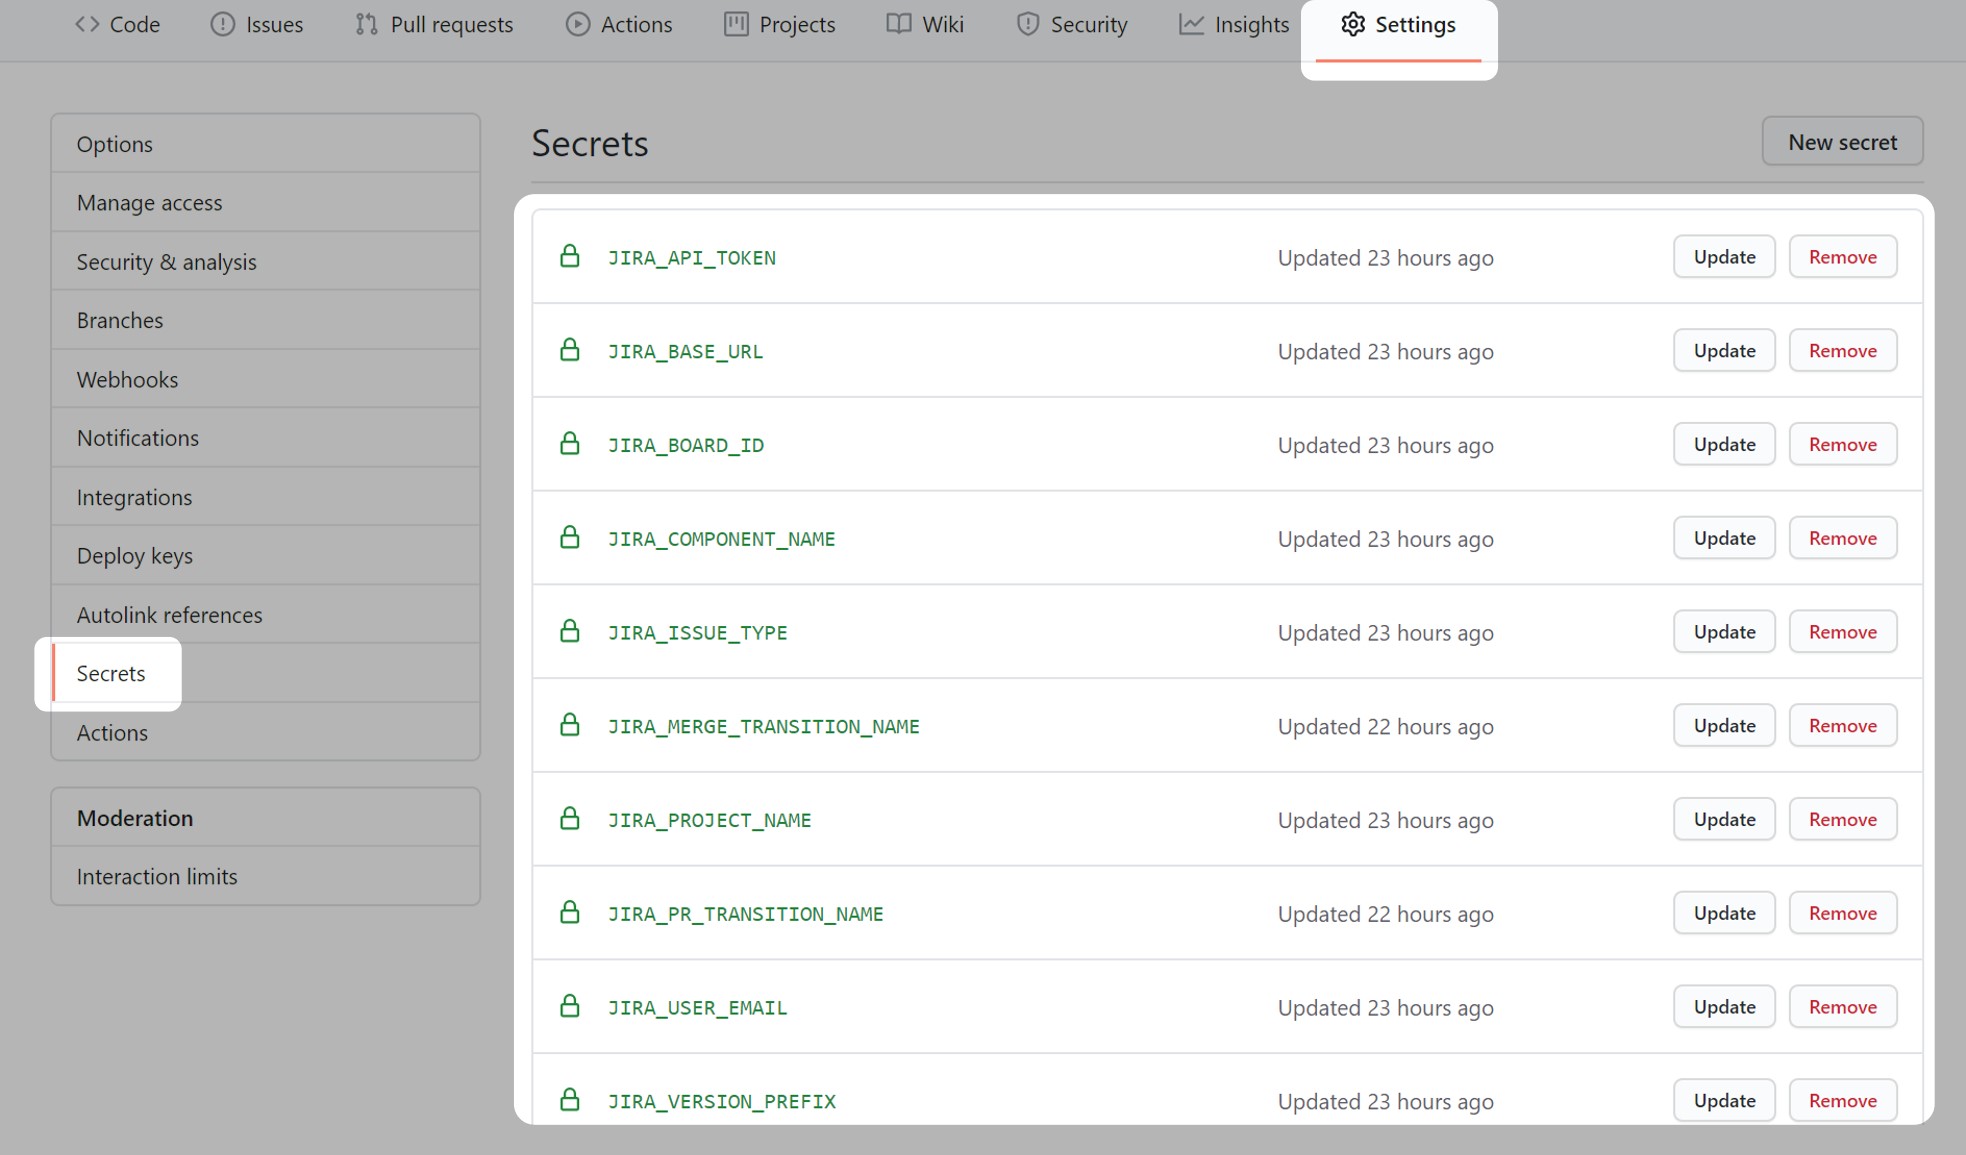 Code Issues Pull requests Actions Projects Wiki Security Insights Settings
Options
Manage access
Security & analysis
Branches
Webhooks
Notifications
Integrations
Deploy keys
Autolink references
Secrets
Actions
Moderation
Interaction limits
Secrets New secret
JIRA_API_TOKEN Updated 23 hours ago Update Remove
JIRA_BASE_URL Updated 23 hours ago Update Remove
JIRA_BOARD_ID Updated 23 hours ago Update Remove
JIRA_COMPONENT_NAME Updated 23 hours ago Update Remove
JIRA_ISSUE_TYPE Updated 23 hours ago Update Remove
JIRA_MERGE_TRANSITION_NAME Updated 22 hours ago Update Remove
JIRA_PROJECT_NAME Updated 23 hours ago Update Remove
JIRA_PR_TRANSITION_NAME Updated 22 hours ago Update Remove
JIRA_USER_EMAIL Updated 23 hours ago Update Remove
JIRA_VERSION_PREFIX Updated 23 hours ago Update Remove